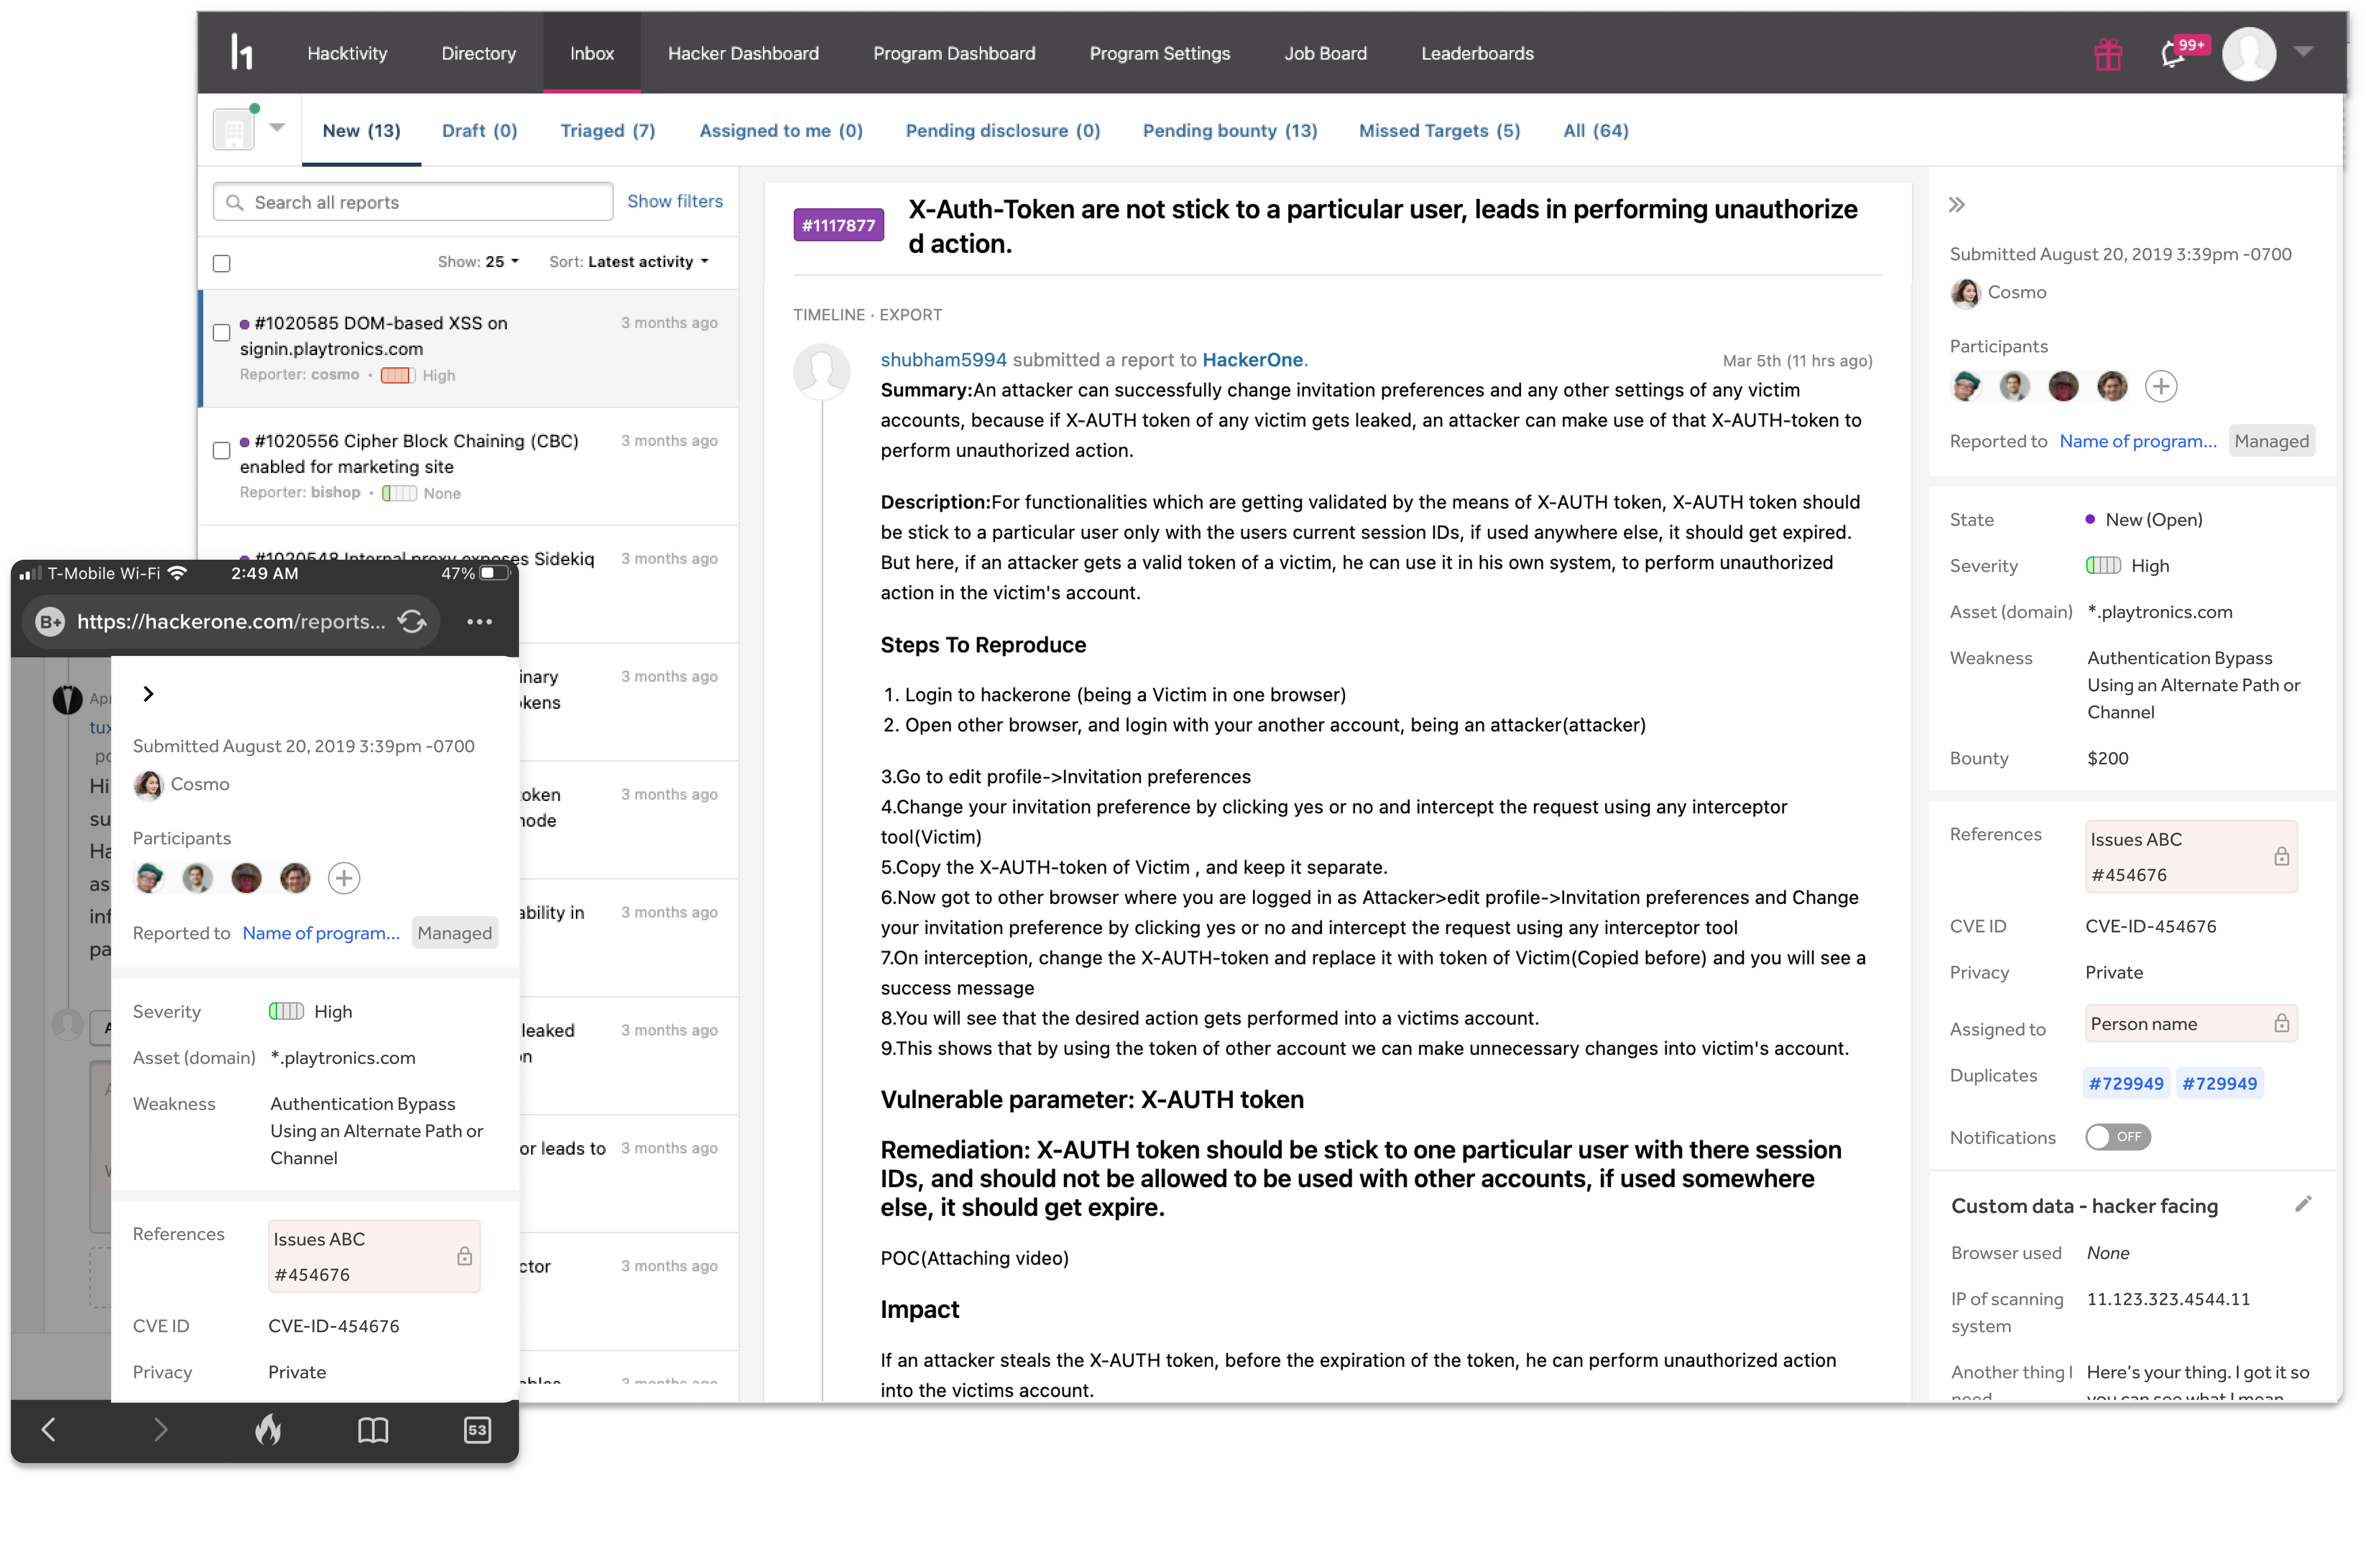 h1 Hacktivity Directory Inbox Hacker Dashboard Program Dashboard Program Settings Job Board Leaderboards 99+
New (13) Draft (0) Triaged (7) Assigned to me (0) Pending disclosure (0) Pending bounty (13) Missed Targets (5) All (64)
Search all reports Show filters
Show: 25 Sort: Latest activity
#1020585 DOM-based XSS on 3 months ago
signin.playtronics.com
Reporter: cosmo • High
#1020556 Cipher Block Chaining (CBC) 3 months ago
enabled for marketing site
Reporter: bishop • None
#1020548 Internal proxy exposes Sidekiq 3 months ago
3 months ago
3 months ago
oken
3 months ago
ability in 3 months ago
leaked 3 months ago
or leads to 3 months ago
ctor 3 months ago
3 months ago
#1117877
X-Auth-Token are not stick to a particular user, leads in performing unauthorize
d action.
TIMELINE · EXPORT
shubham5994 submitted a report to HackerOne. Mar 5th (11 hrs ago)
Summary:An attacker can successfully change invitation preferences and any other settings of any victim
accounts, because if X-AUTH token of any victim gets leaked, an attacker can make use of that X-AUTH-token to
perform unauthorized action.
Description:For functionalities which are getting validated by the means of X-AUTH token, X-AUTH token should
be stick to a particular user only with the users current session IDs, if used anywhere else, it should get expired.
But here, if an attacker gets a valid token of a victim, he can use it in his own system, to perform unauthorized
action in the victim's account.
Steps To Reproduce
1. Login to hackerone (being a Victim in one browser)
2. Open other browser, and login with your another account, being an attacker(attacker)
3.Go to edit profile->Invitation preferences
4.Change your invitation preference by clicking yes or no and intercept the request using any interceptor
tool(Victim)
5.Copy the X-AUTH-token of Victim , and keep it separate.
6.Now got to other browser where you are logged in as Attacker>edit profile->Invitation preferences and Change
your invitation preference by clicking yes or no and intercept the request using any interceptor tool
7.On interception, change the X-AUTH-token and replace it with token of Victim(Copied before) and you will see a
success message
8.You will see that the desired action gets performed into a victims account.
9.This shows that by using the token of other account we can make unnecessary changes into victim's account.
Vulnerable parameter: X-AUTH token
Remediation: X-AUTH token should be stick to one particular user with there session
IDs, and should not be allowed to be used with other accounts, if used somewhere
else, it should get expire.
POC(Attaching video)
Impact
If an attacker steals the X-AUTH token, before the expiration of the token, he can perform unauthorized action
into the victims account.
Submitted August 20, 2019 3:39pm -0700
Cosmo
Participants
Reported to Name of program... Managed
State New (Open)
Severity High
Asset (domain) *.playtronics.com
Weakness Authentication Bypass
Using an Alternate Path or
Channel
Bounty $200
References Issues ABC
#454676
CVE ID CVE-ID-454676
Privacy Private
Assigned to Person name
Duplicates #729949 #729949
Notifications OFF
Custom data - hacker facing
Browser used None
IP of scanning 11.123.323.4544.11
system
Another thing I Here's your thing. I got it so
need you can see what I mean
T-Mobile Wi-Fi 2:49 AM 47%
B+ https://hackerone.com/reports...
Submitted August 20, 2019 3:39pm -0700
Cosmo
Participants
Reported to Name of program... Managed
Severity High
Asset (domain) *.playtronics.com
Weakness Authentication Bypass
Using an Alternate Path or
Channel
References Issues ABC
#454676
CVE ID CVE-ID-454676
Privacy Private
53